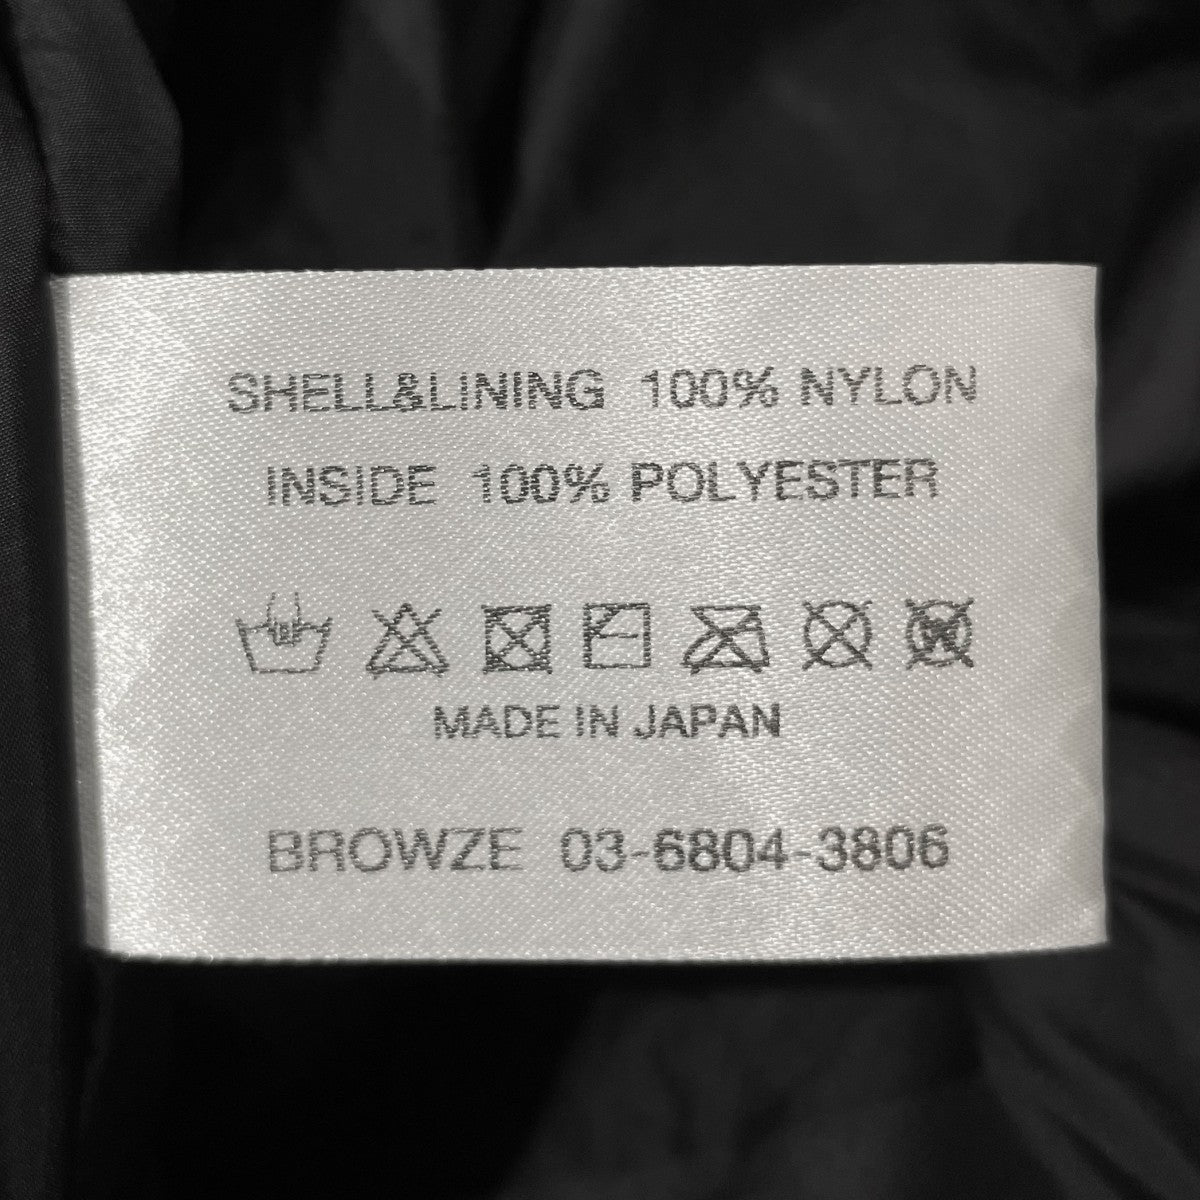 SHELL&LINING 100% NYLON
INSIDE 100% POLYESTER
MADE IN JAPAN
BROWZE 03-6804-3806